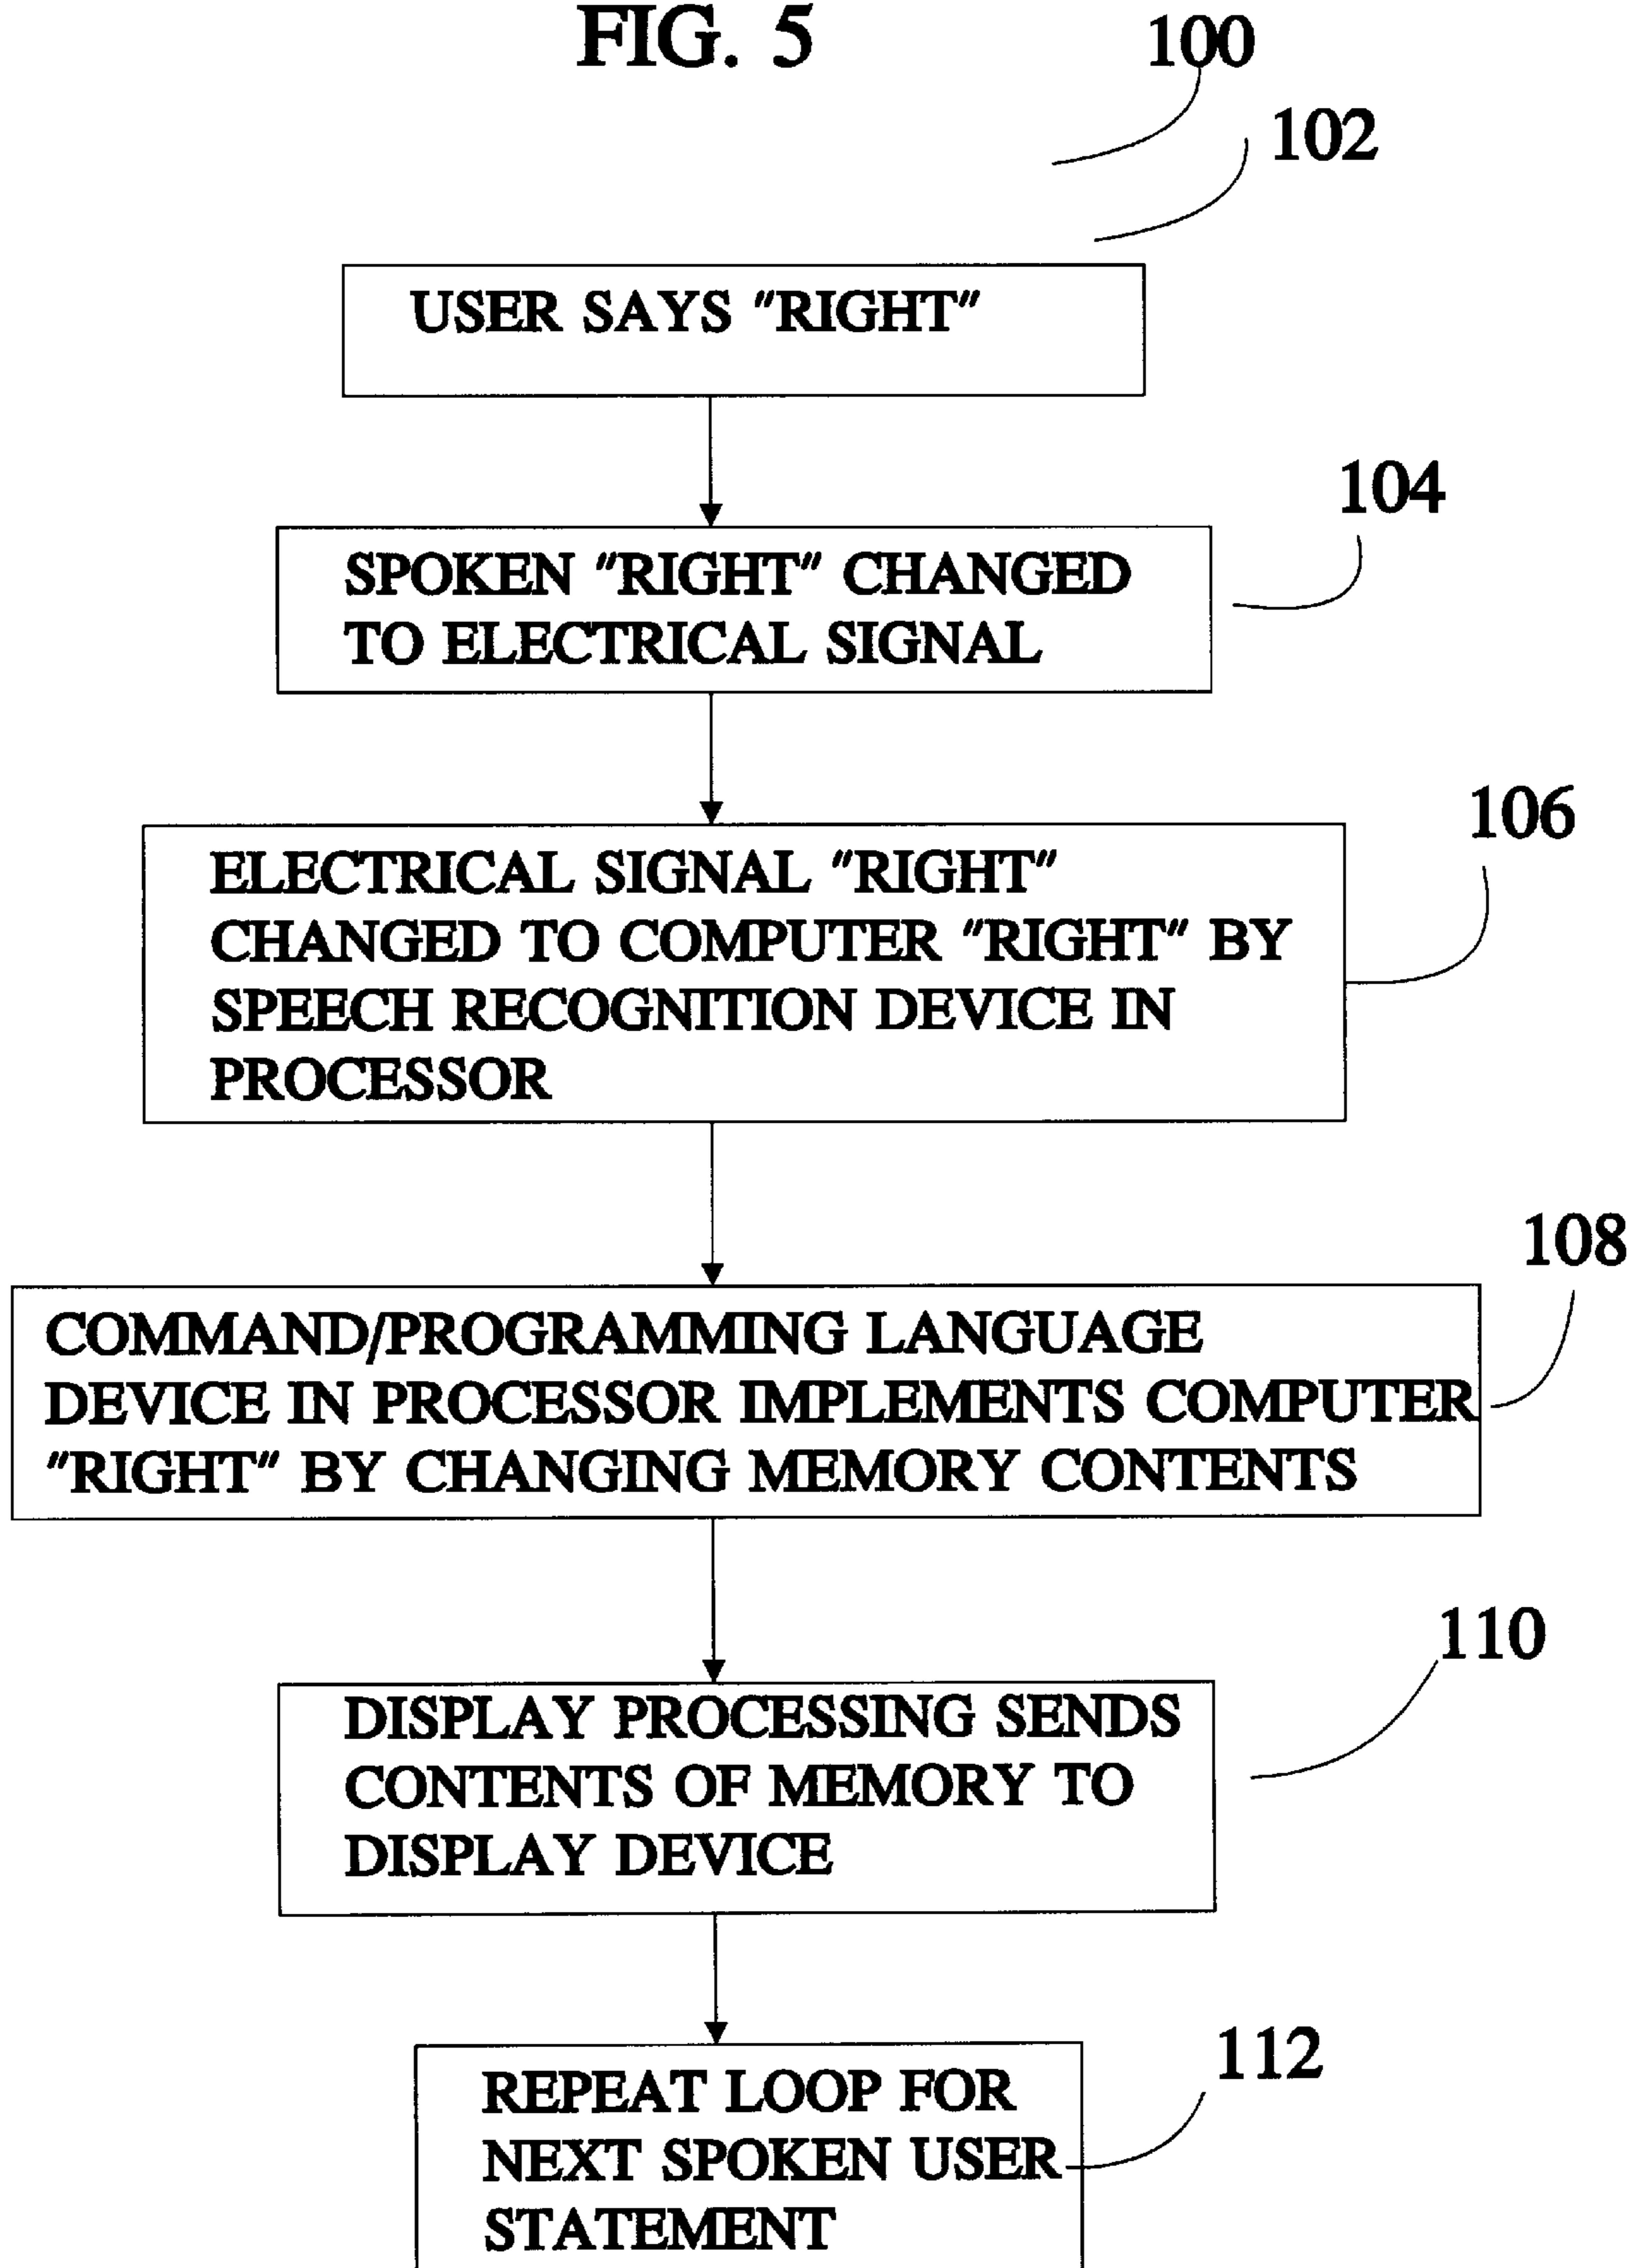 FIG. 5
100
102
USER SAYS "RIGHT"
104
SPOKEN "RIGHT" CHANGED
TO ELECTRICAL SIGNAL
106
ELECTRICAL SIGNAL "RIGHT"
CHANGED TO COMPUTER "RIGHT" BY
SPEECH RECOGNITION DEVICE IN
PROCESSOR
108
COMMAND/PROGRAMMING LANGUAGE
DEVICE IN PROCESSOR IMPLEMENTS COMPUTER
"RIGHT" BY CHANGING MEMORY CONTENTS
110
DISPLAY PROCESSING SENDS
CONTENTS OF MEMORY TO
DISPLAY DEVICE
112
REPEAT LOOP FOR
NEXT SPOKEN USER
STATEMENT